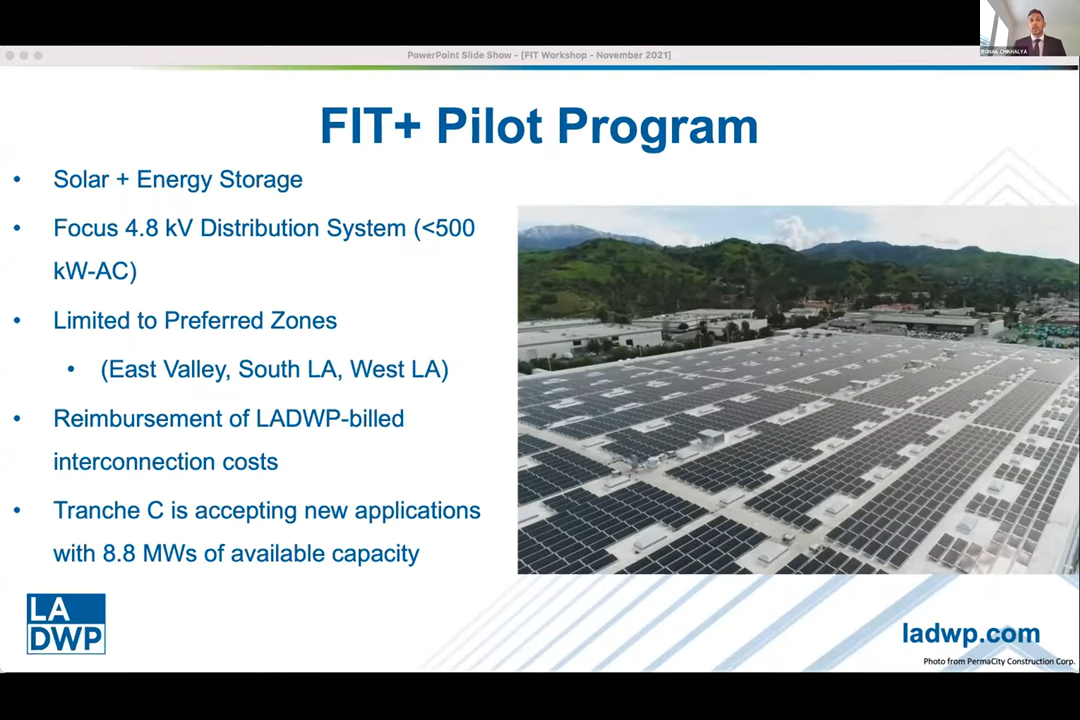 RONAK CHIKHALYA
PowerPoint Slide Show - [FIT Workshop - November 2021]
FIT+ Pilot Program
• Solar + Energy Storage
• Focus 4.8 kV Distribution System (<500
kW-AC)
• Limited to Preferred Zones
• (East Valley, South LA, West LA)
• Reimbursement of LADWP-billed
interconnection costs
• Tranche C is accepting new applications
with 8.8 MWs of available capacity
LA
DWP
ladwp.com
Photo from PermaCity Construction Corp.